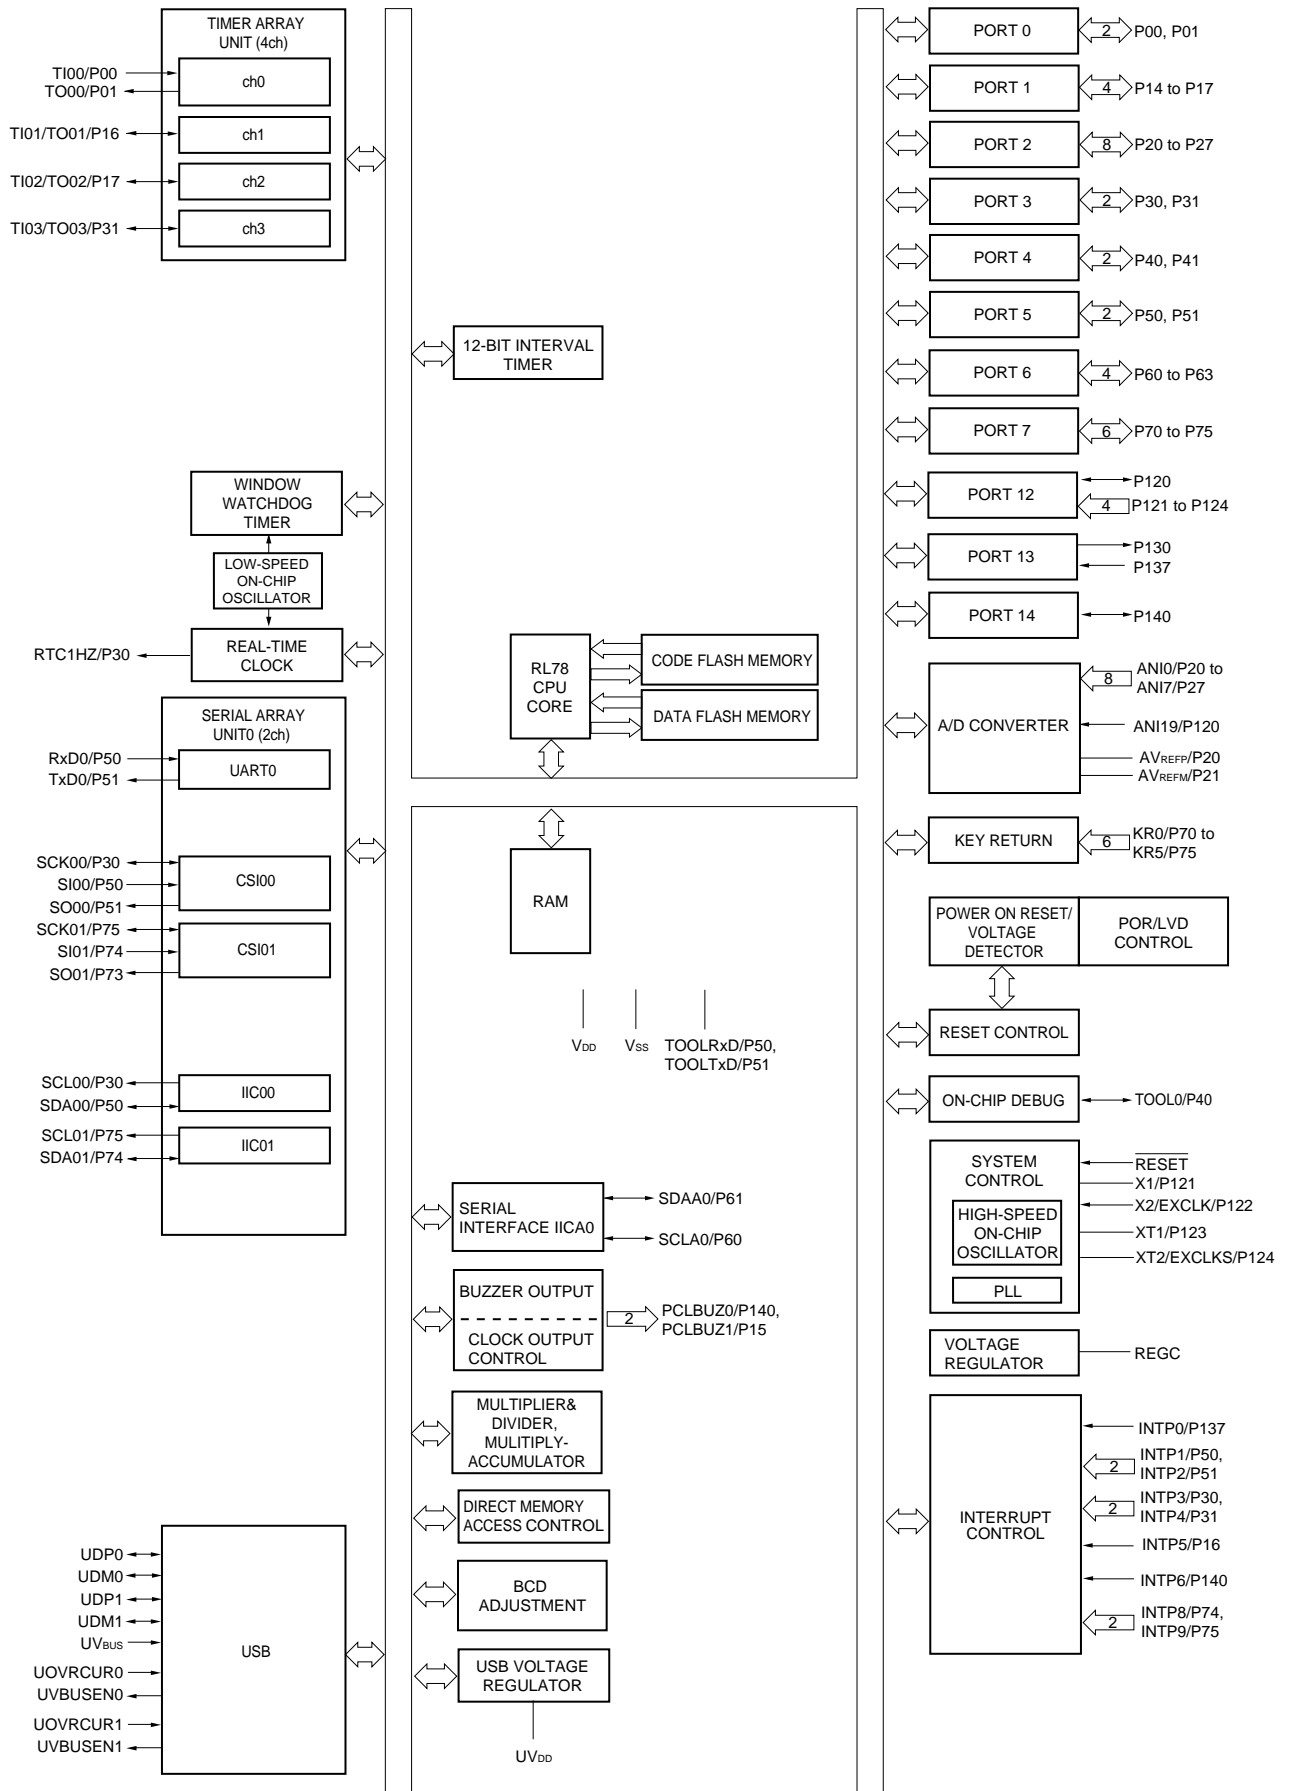 TIMER ARRAY
UNIT (4ch)
TI00/P00
TO00/P01
ch0
TI01/TO01/P16
ch1
TI02/TO02/P17
ch2
TI03/TO03/P31
ch3
12-BIT INTERVAL
TIMER
WINDOW
WATCHDOG
TIMER
LOW-SPEED
ON-CHIP
OSCILLATOR
RTC1HZ/P30
REAL-TIME
CLOCK
RL78
CPU
CORE
CODE FLASH MEMORY
DATA FLASH MEMORY
SERIAL ARRAY
UNIT0 (2ch)
RxD0/P50
TxD0/P51
UART0
SCK00/P30
SI00/P50
SO00/P51
CSI00
SCK01/P75
SI01/P74
SO01/P73
CSI01
SCL00/P30
SDA00/P50
IIC00
SCL01/P75
SDA01/P74
IIC01
RAM
VDD
VSS
TOOLRxD/P50,
TOOLTxD/P51
SERIAL
INTERFACE IICA0
SDAA0/P61
SCLA0/P60
BUZZER OUTPUT
CLOCK OUTPUT
CONTROL
2
PCLBUZ0/P140,
PCLBUZ1/P15
MULTIPLIER&
DIVIDER,
MULITIPLY-
ACCUMULATOR
DIRECT MEMORY
ACCESS CONTROL
BCD
ADJUSTMENT
USB VOLTAGE
REGULATOR
UVDD
UDP0
UDM0
UDP1
UDM1
UVBUS
UOVRCUR0
UVBUSEN0
UOVRCUR1
UVBUSEN1
USB
PORT 0
2
P00, P01
PORT 1
4
P14 to P17
PORT 2
8
P20 to P27
PORT 3
2
P30, P31
PORT 4
2
P40, P41
PORT 5
2
P50, P51
PORT 6
4
P60 to P63
PORT 7
6
P70 to P75
PORT 12
P120
4
P121 to P124
PORT 13
P130
P137
PORT 14
P140
A/D CONVERTER
8
ANI0/P20 to
ANI7/P27
ANI19/P120
AVREFP/P20
AVREFM/P21
KEY RETURN
6
KR0/P70 to
KR5/P75
POWER ON RESET/
VOLTAGE
DETECTOR
POR/LVD
CONTROL
RESET CONTROL
ON-CHIP DEBUG
TOOL0/P40
SYSTEM
CONTROL
HIGH-SPEED
ON-CHIP
OSCILLATOR
PLL
RESET
X1/P121
X2/EXCLK/P122
XT1/P123
XT2/EXCLKS/P124
VOLTAGE
REGULATOR
REGC
INTERRUPT
CONTROL
INTP0/P137
2
INTP1/P50,
INTP2/P51
2
INTP3/P30,
INTP4/P31
INTP5/P16
INTP6/P140
2
INTP8/P74,
INTP9/P75